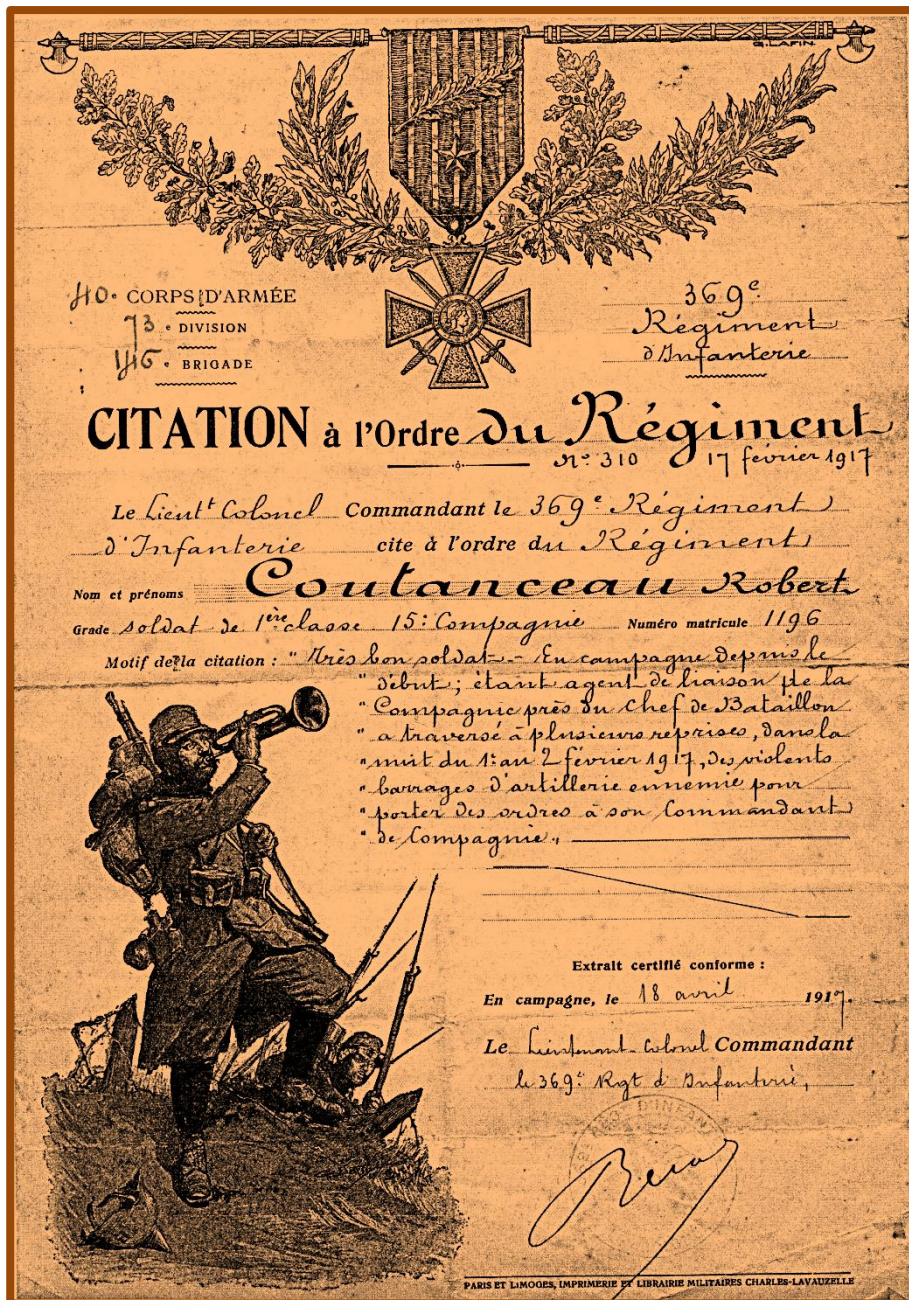 G. LAFIN.
40e CORPS D'ARMÉE
73e DIVISION
146e BRIGADE
369e
Régiment
d'Infanterie
CITATION à l'Ordre du Régiment
No 310 17 février 1917
Le Lieutt Colonel Commandant le 369e Régiment
d'Infanterie cite à l'ordre du Régiment
Nom et prénoms Coutanceau Robert
Grade soldat de 1ère classe 15e Compagnie Numéro matricule 1196
Motif de la citation : "Très bon soldat - En campagne depuis le
" début ; étant agent de liaison de la
" Compagnie près du Chef de Bataillon
" a traversé à plusieurs reprises, dans la
" nuit du 1er au 2 février 1917, des violents
" barrages d'artillerie ennemie pour
" porter des ordres à son Commandant
" de Compagnie "
Extrait certifié conforme :
En campagne, le 18 avril 1917.
Le Lieutenant-Colonel Commandant
le 369e Rgt d'Infanterie,
D'INFAN
PARIS ET LIMOGES, IMPRIMERIE ET LIBRAIRIE MILITAIRES CHARLES-LAVAUZELLE